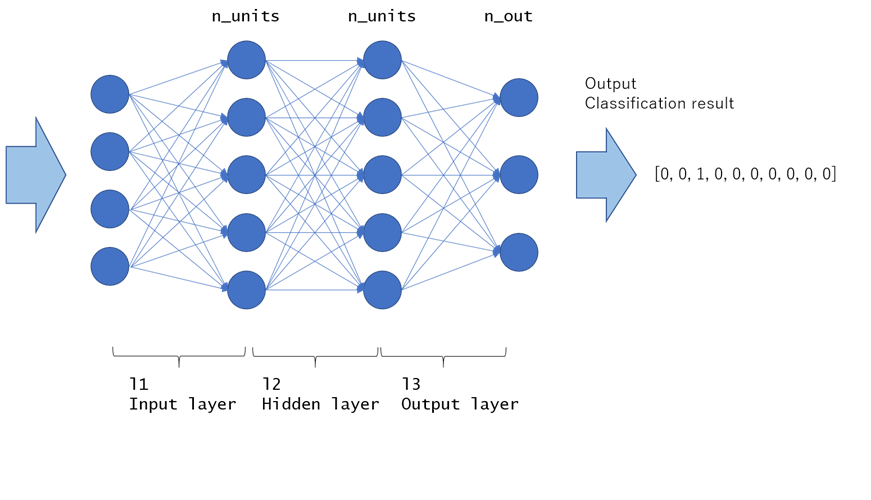 n_units
n_units
n_out
Output
Classification result
[0, 0, 1, 0, 0, 0, 0, 0, 0, 0]
l1
Input layer
l2
Hidden layer
l3
Output layer